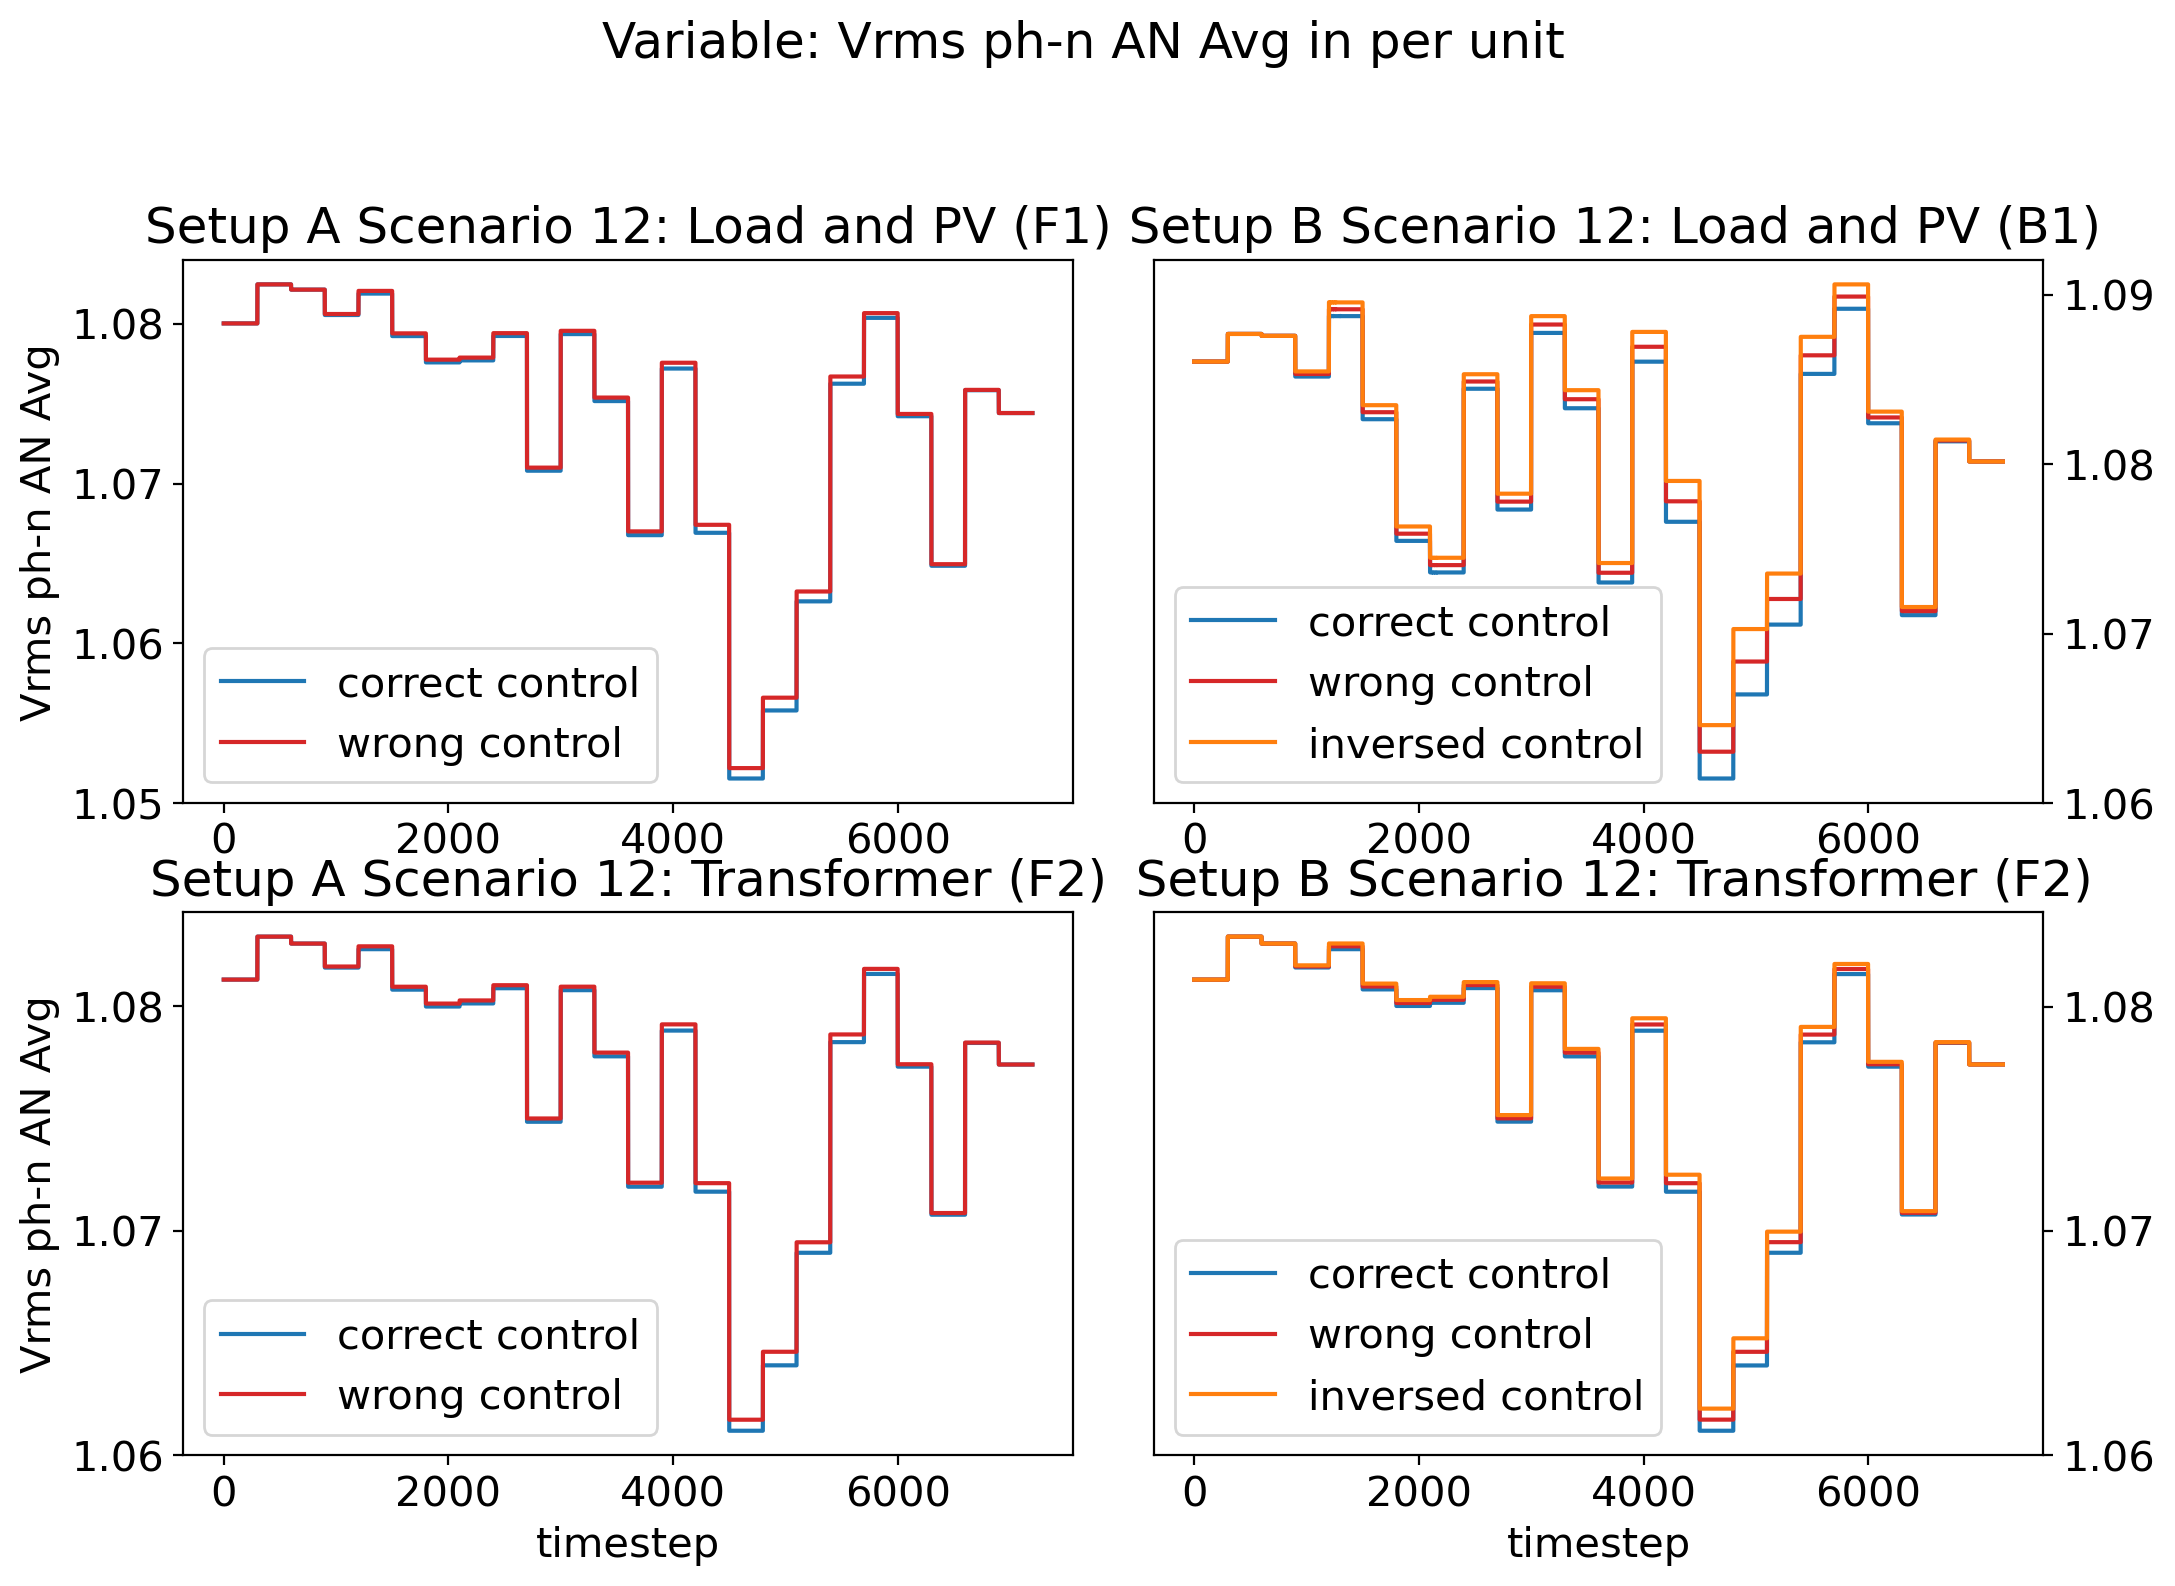 Variable: Vrms ph-n AN Avg in per unit
Setup A Scenario 12: Load and PV (F1)
Vrms ph-n AN Avg
1.08
1.07
1.06
1.05
correct control
wrong control
0 2000 4000 6000
Setup B Scenario 12: Load and PV (B1)
1.09
1.08
1.07
1.06
correct control
wrong control
inversed control
0 2000 4000 6000
Setup A Scenario 12: Transformer (F2)
Vrms ph-n AN Avg
1.08
1.07
1.06
correct control
wrong control
0 2000 4000 6000
timestep
Setup B Scenario 12: Transformer (F2)
1.08
1.07
1.06
correct control
wrong control
inversed control
0 2000 4000 6000
timestep